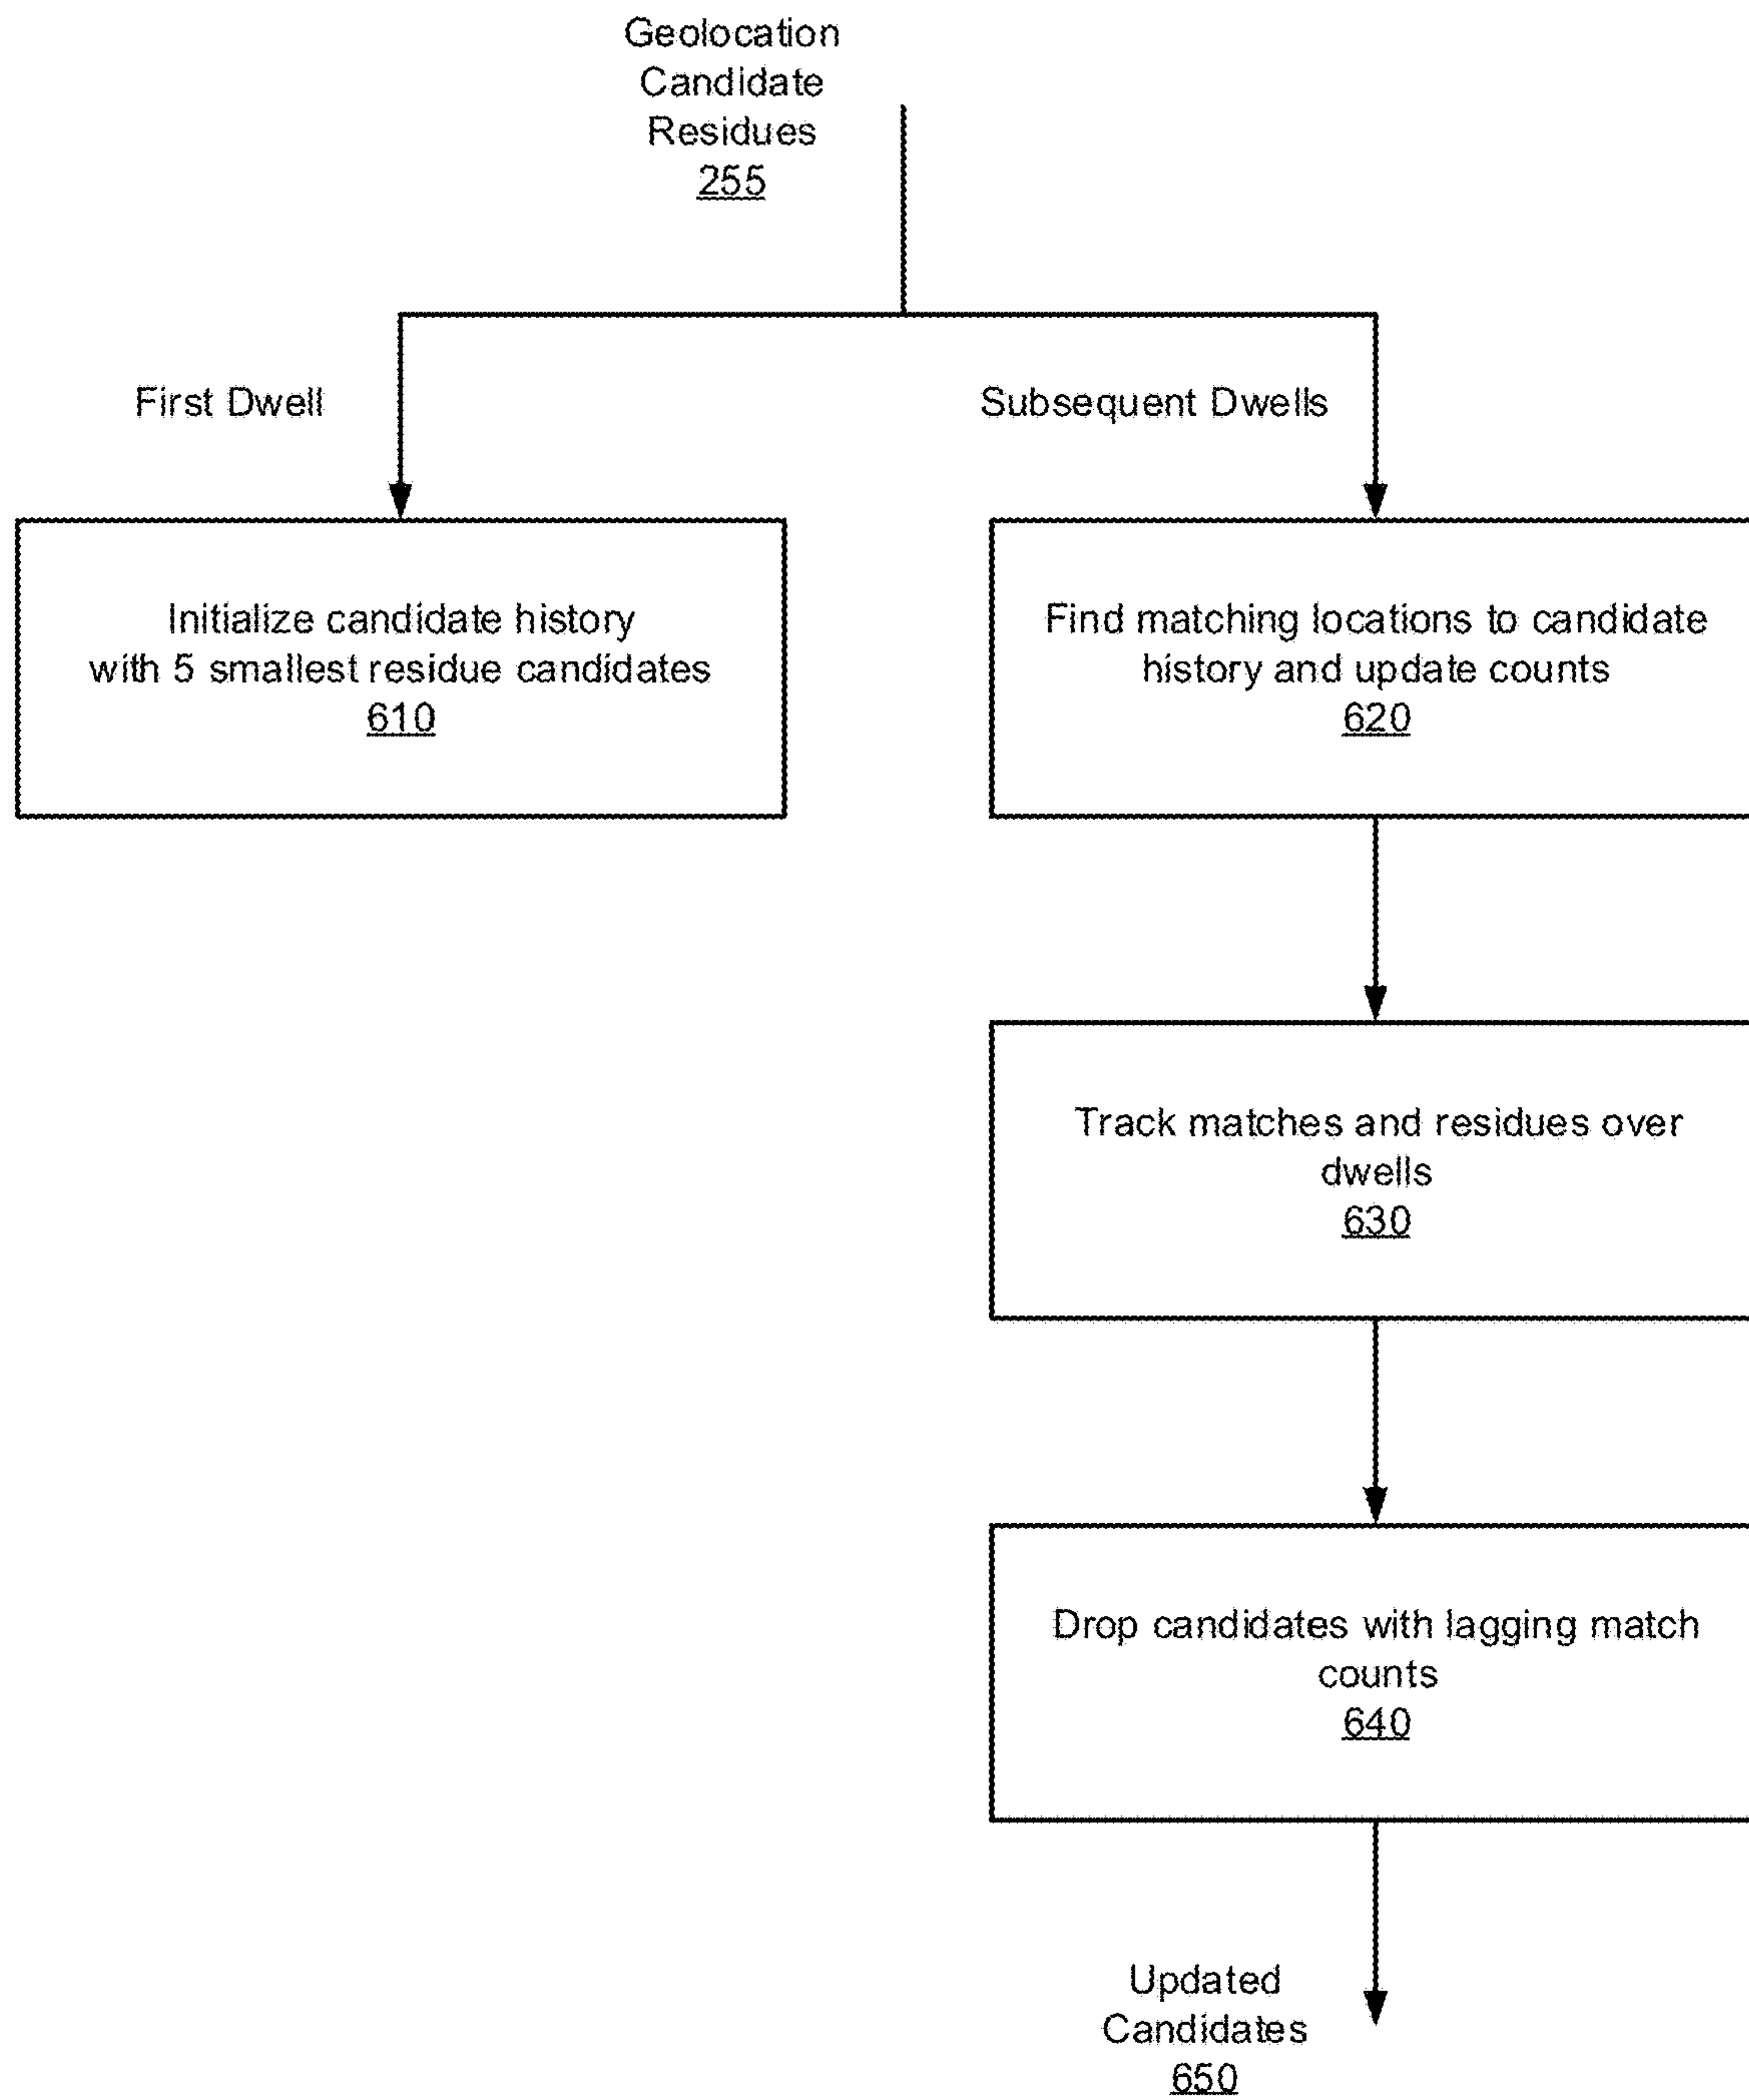 Geolocation
Candidate
Residues
255
First Dwell
Subsequent Dwells
Initialize candidate history
with 5 smallest residue candidates
610
Find matching locations to candidate
history and update counts
620
Track matches and residues over
dwells
630
Drop candidates with lagging match
counts
640
Updated
Candidates
650